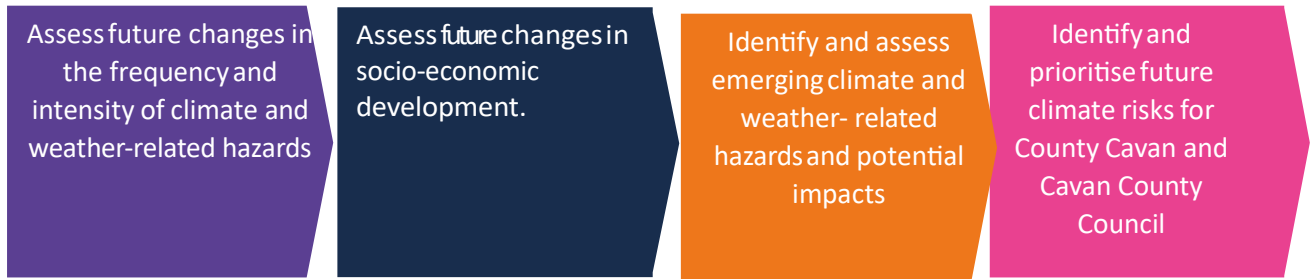 Assess future changes in
the frequency and
intensity of climate and
weather-related hazards
Assess future changes in
socio-economic
development.
Identify and assess
emerging climate and
weather- related
hazards and potential
impacts
Identify and
prioritise future
climate risks for
County Cavan and
Cavan County
Council